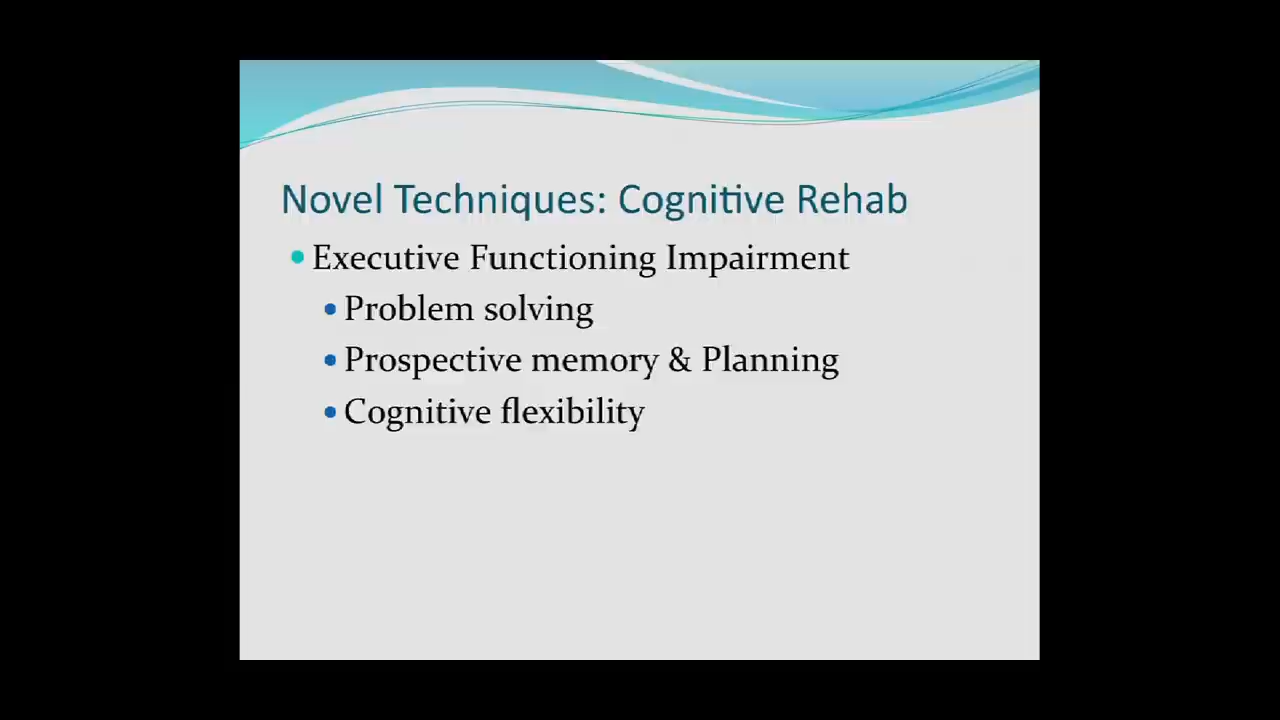 Novel Techniques: Cognitive Rehab
Executive Functioning Impairment
Problem solving
Prospective memory & Planning
Cognitive flexibility